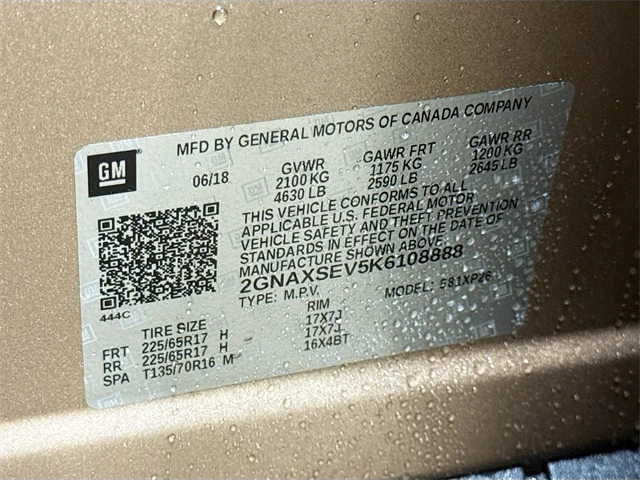 MFD BY GENERAL MOTORS OF CANADA COMPANY
GM
06/18 GVWR GAWR FRT GAWR RR
2100 KG 1175 KG 1200 KG
4630 LB 2590 LB 2645 LB
THIS VEHICLE CONFORMS TO ALL
APPLICABLE U.S. FEDERAL MOTOR
VEHICLE SAFETY AND THEFT PREVENTION
STANDARDS IN EFFECT ON THE DATE OF
MANUFACTURE SHOWN ABOVE.
2GNAXSEV5K6108888
TYPE: M.P.V. MODEL: 581XP26
444C
TIRE SIZE RIM
FRT 225/65R17 H 17X7J
RR 225/65R17 H 17X7J
SPA T135/70R16 M 16X4BT